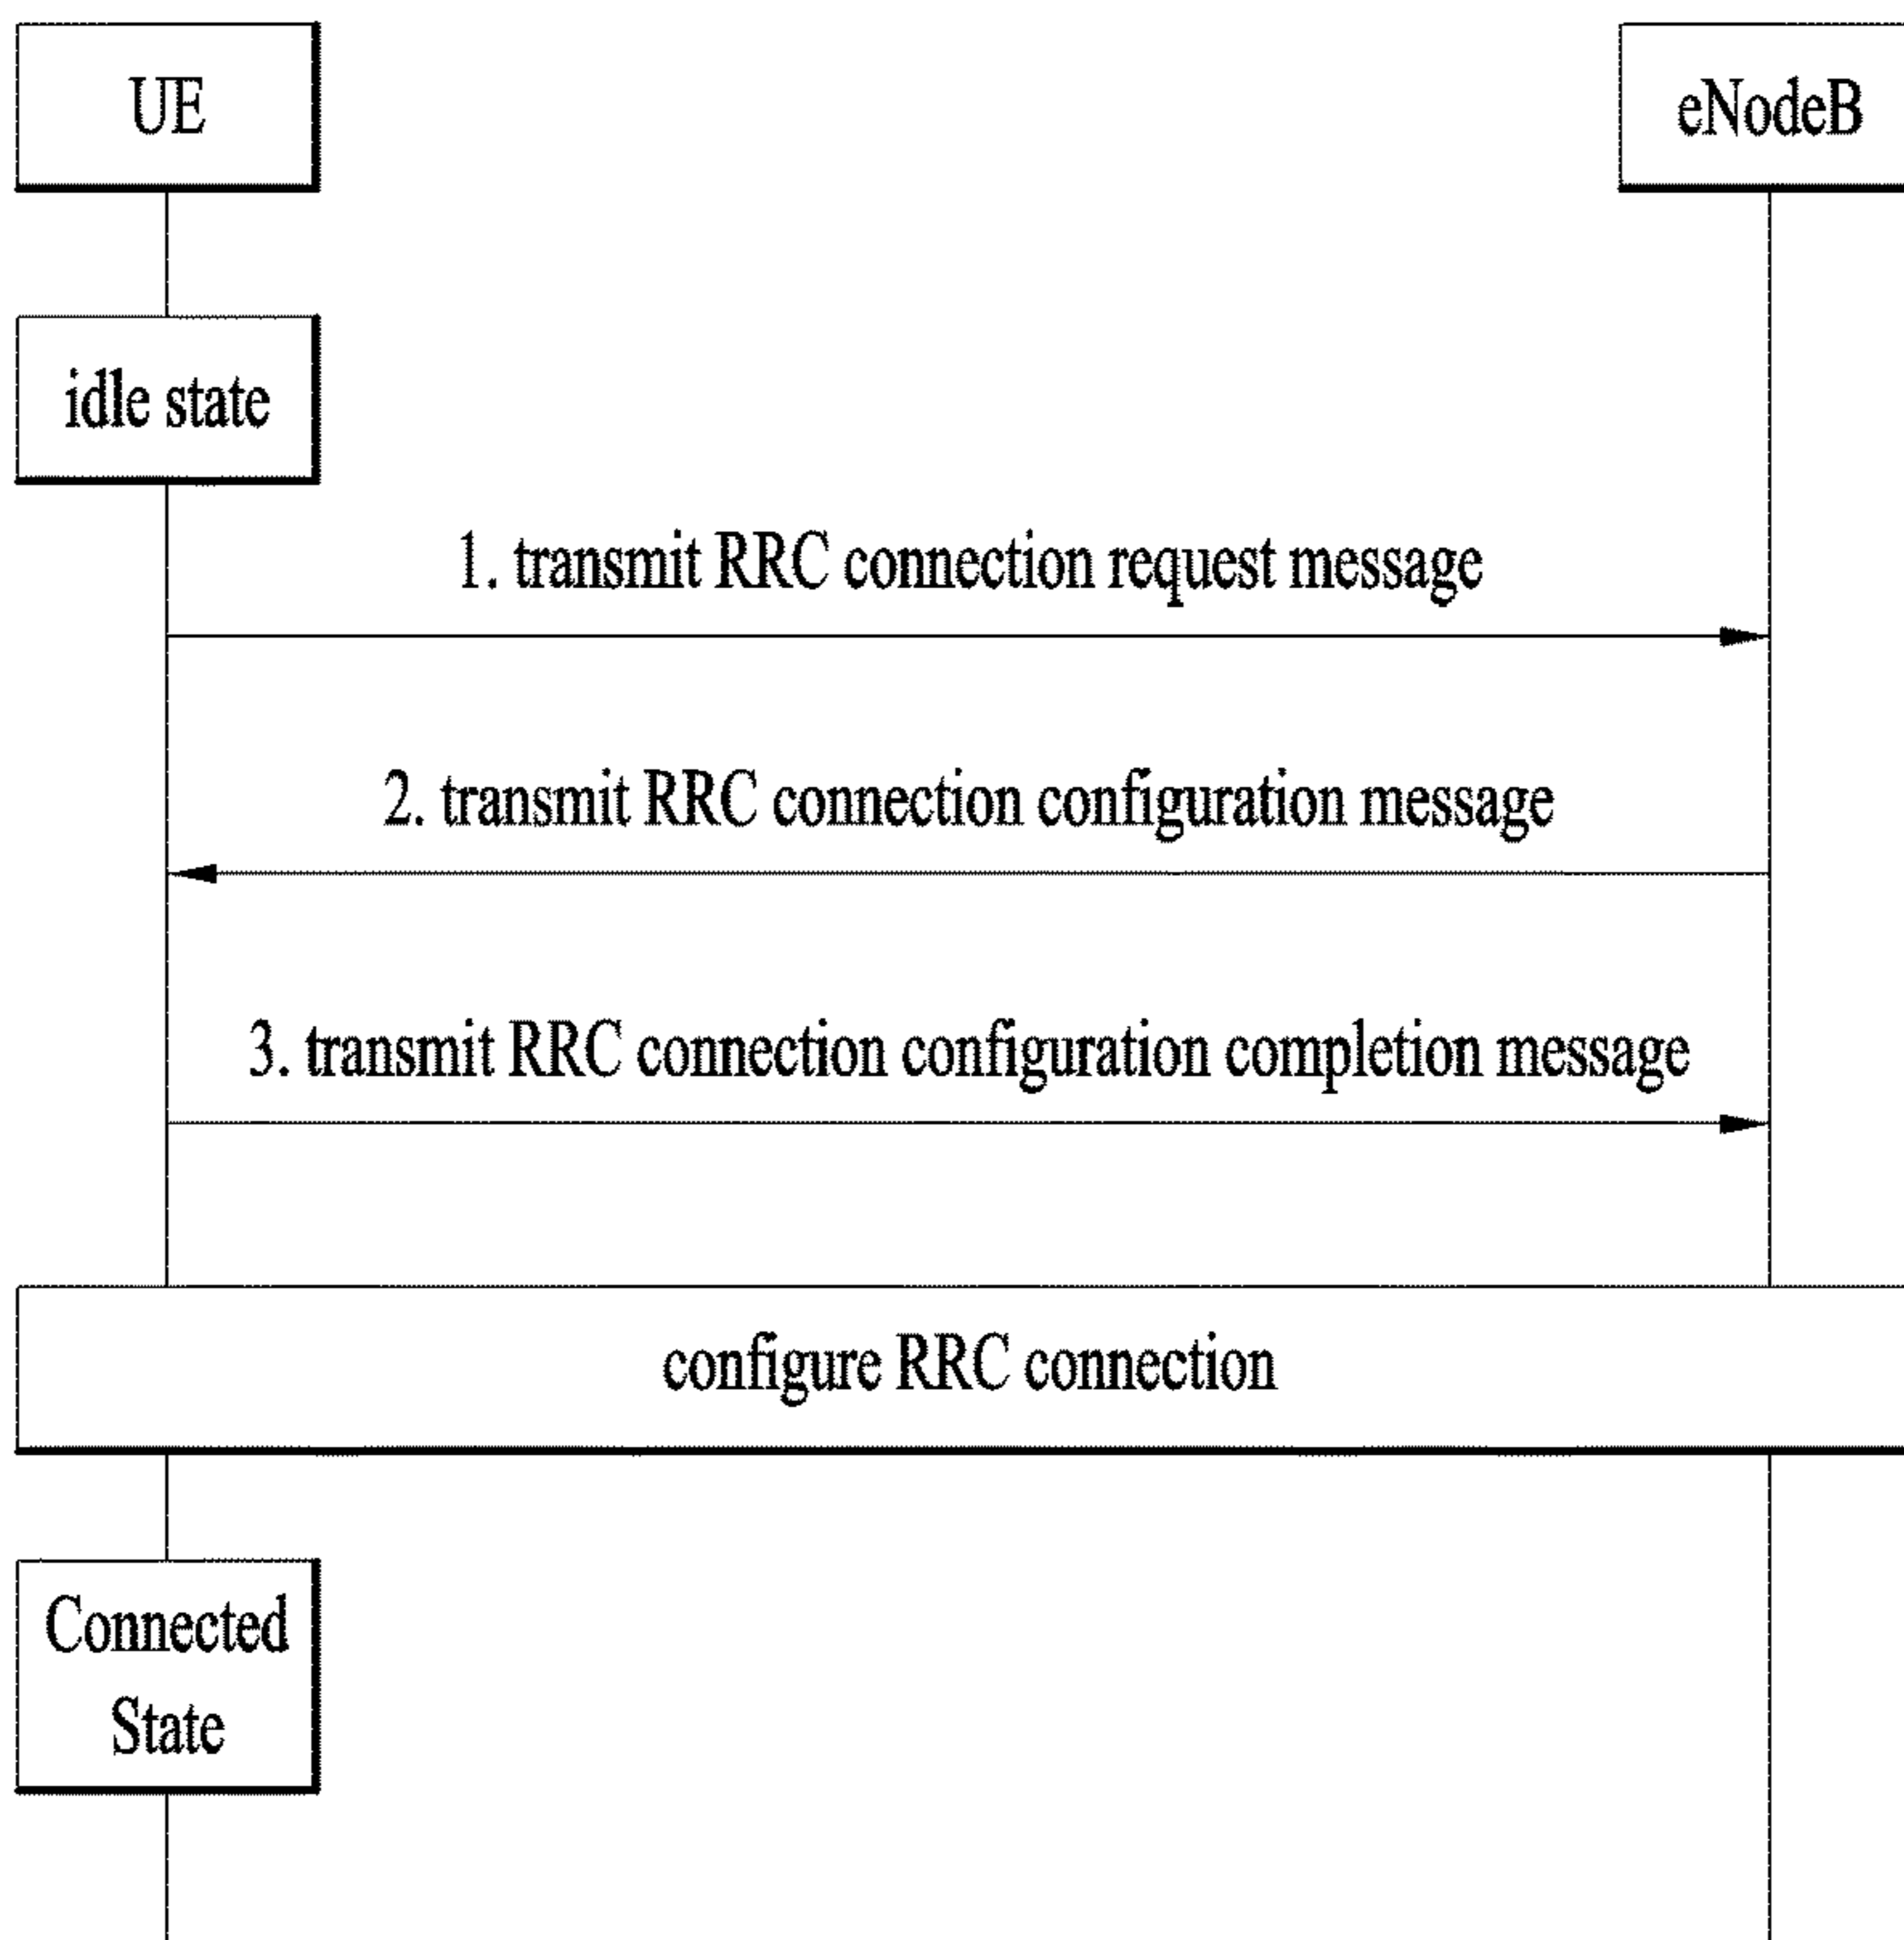 UE
eNodeB
idle state
1. transmit RRC connection request message
2. transmit RRC connection configuration message
3. transmit RRC connection configuration completion message
configure RRC connection
Connected
State